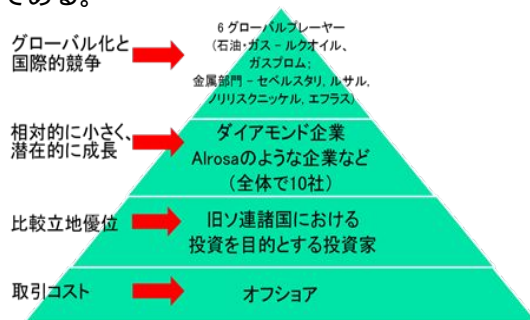 である。
グローバル化と
国際的競争
6 グローバルプレーヤー
(石油・ガス – ルクオイル、
ガスプロム;
金属部門 – セベルスタリ, ルサル,
ノリリスクニッケル, エフラス)
相対的に小さく、
潜在的に成長
ダイアモンド企業
Alrosaのような企業など
(全体で10社)
比較立地優位
旧ソ連諸国における
投資を目的とする投資家
取引コスト
オフショア